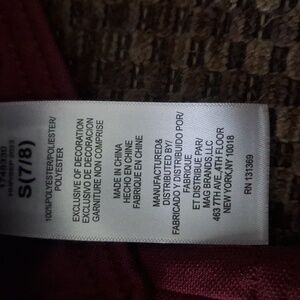 S(7/8)
100%POLYESTER/POLIESTER/
POLYESTER
EXCLUSIVE OF DECORATION
EXCLUSIVO DE DECORACION
GARNITURE NON COMPRISE
MADE IN CHINA
HECHO EN CHINA
FABRIQUE EN CHINE
MANUFACTURED&
DISTRIBUTED BY/
FABRICADO Y DISTRIBUIDO POR/
FABRIQUE
ET DISTRIBUE PAR/
MAG BRANDS,LLC
463 7TH AVE,4TH FLOOR
NEW YORK,NY 10018
RN 131369